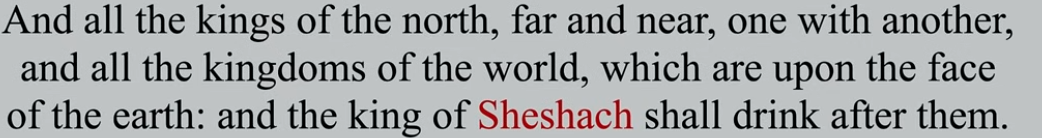 And all the kings of the north, far and near, one with another,
and all the kingdoms of the world, which are upon the face
of the earth: and the king of Sheshach shall drink after them.